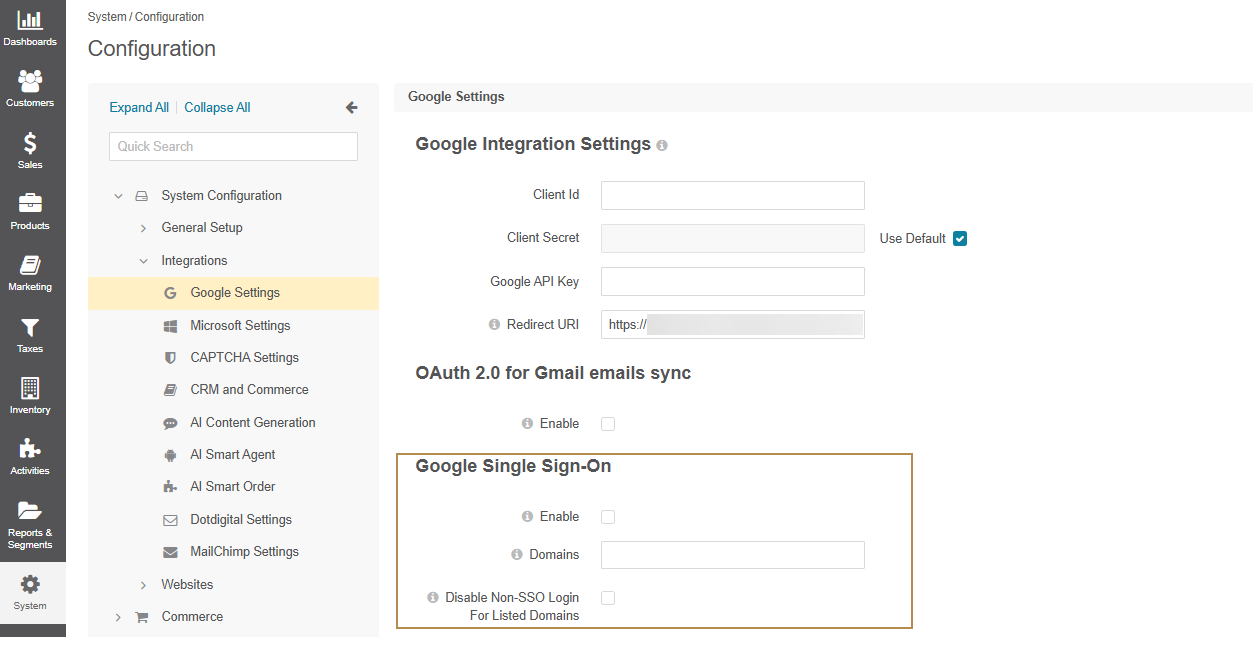 Dashboards
Customers
Sales
Products
Marketing
Taxes
Inventory
Activities
Reports &
Segments
System
System / Configuration
Configuration
Expand All | Collapse All
Quick Search
System Configuration
General Setup
Integrations
Google Settings
Microsoft Settings
CAPTCHA Settings
CRM and Commerce
AI Content Generation
AI Smart Agent
AI Smart Order
Dotdigital Settings
MailChimp Settings
Websites
Commerce
Google Settings
Google Integration Settings
Client Id
Client Secret
Use Default
Google API Key
Redirect URI https://
OAuth 2.0 for Gmail emails sync
Enable
Google Single Sign-On
Enable
Domains
Disable Non-SSO Login
For Listed Domains